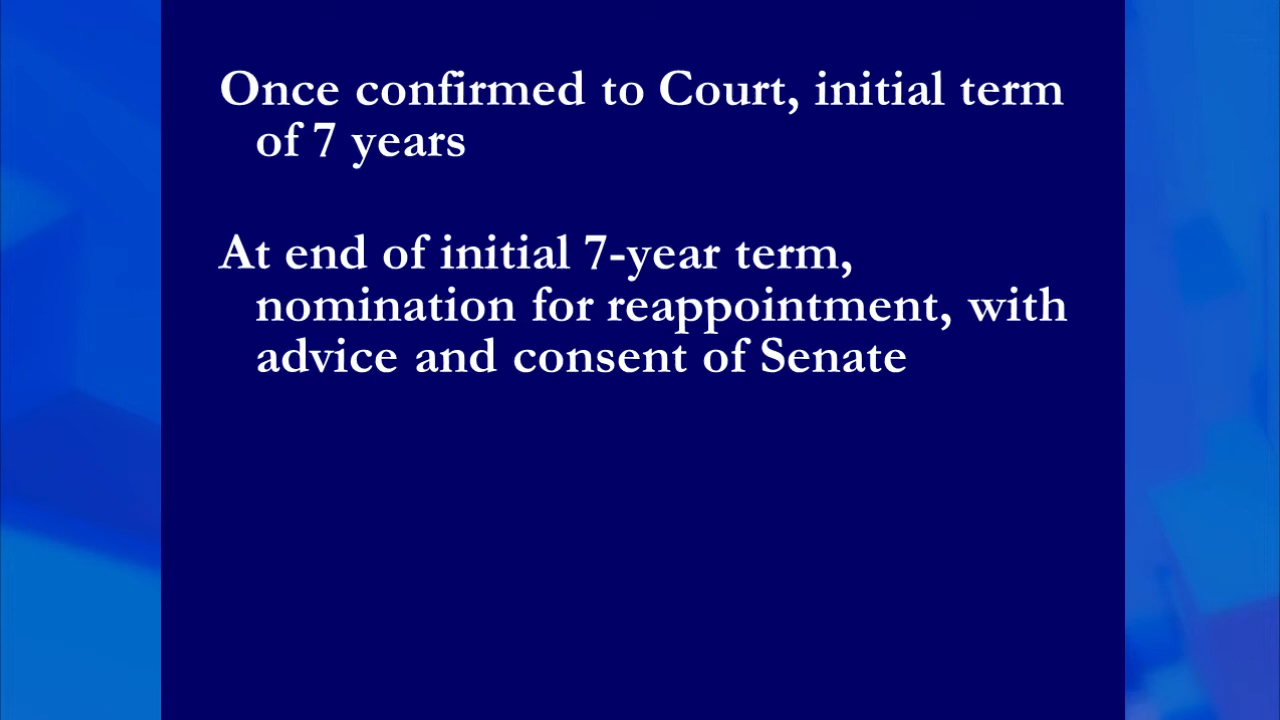 Once confirmed to Court, initial term
of 7 years
At end of initial 7-year term,
nomination for reappointment, with
advice and consent of Senate